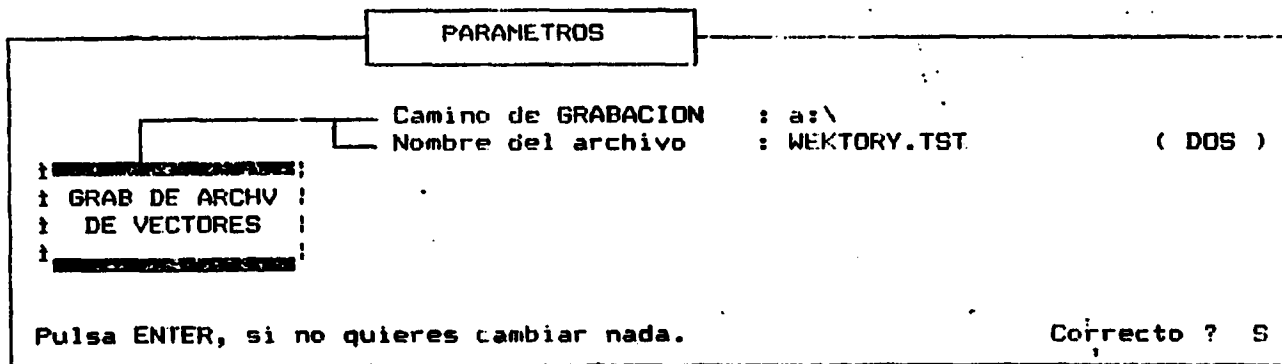 PARAMETROS
Camino de GRABACION : a:\
Nombre del archivo : WEKTORY.TST ( DOS )
GRAB DE ARCHV
DE VECTORES
Pulsa ENTER, si no quieres cambiar nada. Correcto ? S